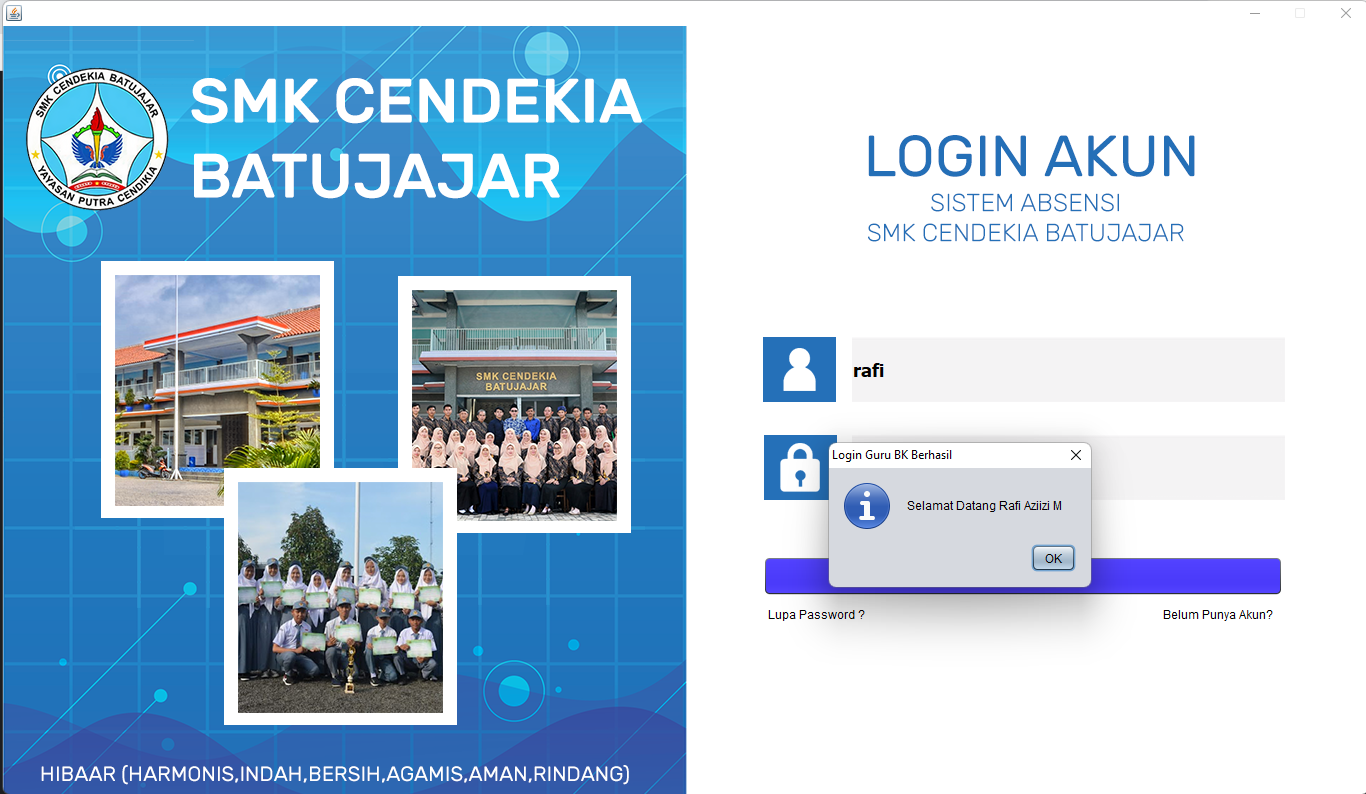 SMK CENDEKIA BATUJAJAR
YAYASAN PUTRA CENDIKIA
SMK CENDEKIA
BATUJAJAR
SMK CENDEKIA
BATUJAJAR
HIBAAR (HARMONIS,INDAH,BERSIH,AGAMIS,AMAN,RINDANG)
LOGIN AKUN
SISTEM ABSENSI
SMK CENDEKIA BATUJAJAR
rafi
Login Guru BK Berhasil
Selamat Datang Rafi Aziizi M
OK
Lupa Password ?
Belum Punya Akun?